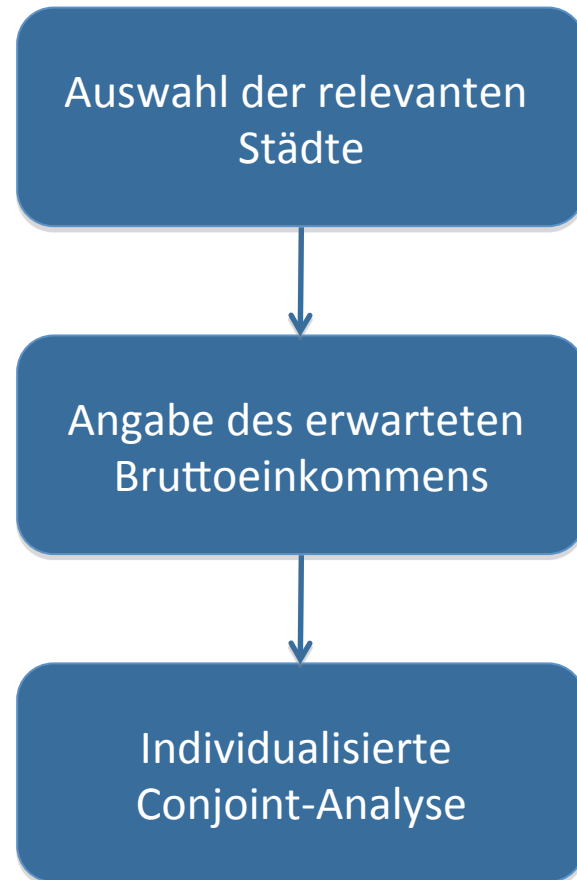 Auswahl der relevanten
Städte
Angabe des erwarteten
Bruttoeinkommens
Individualisierte
Conjoint-Analyse